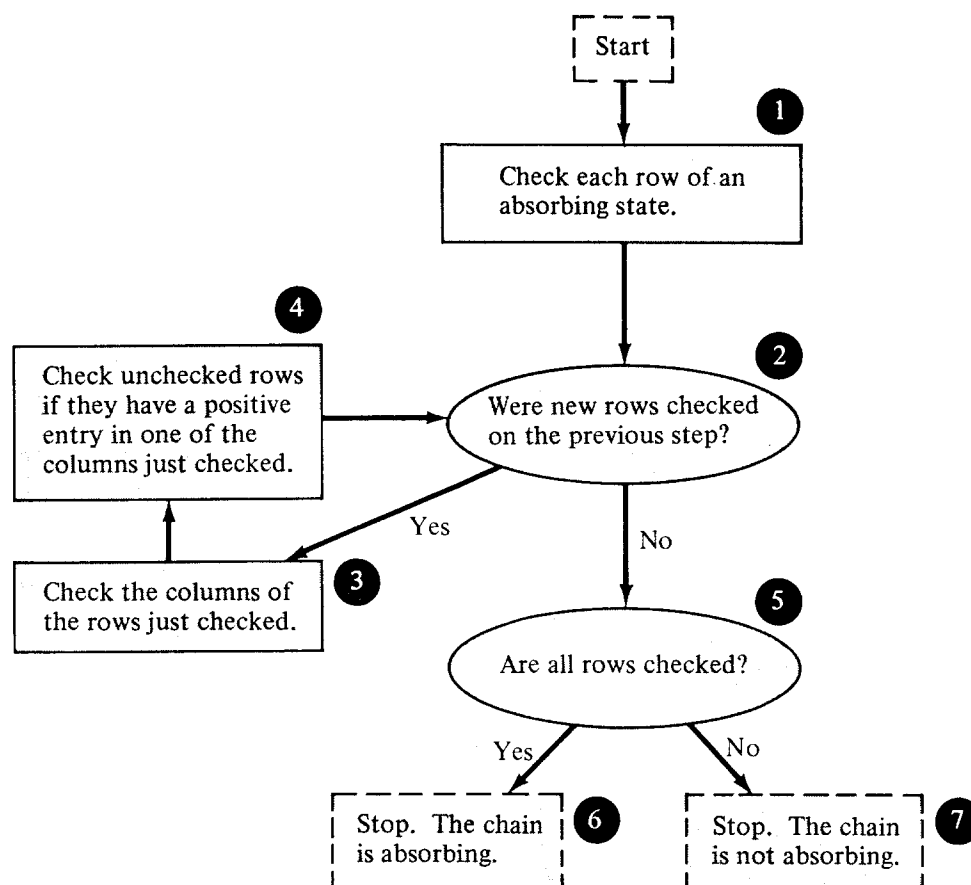 Start
1
Check each row of an
absorbing state.
4
2
Check unchecked rows
if they have a positive
entry in one of the
columns just checked.
Were new rows checked
on the previous step?
Yes
No
3
Check the columns of
the rows just checked.
5
Are all rows checked?
Yes
No
6
Stop. The chain
is absorbing.
7
Stop. The chain
is not absorbing.